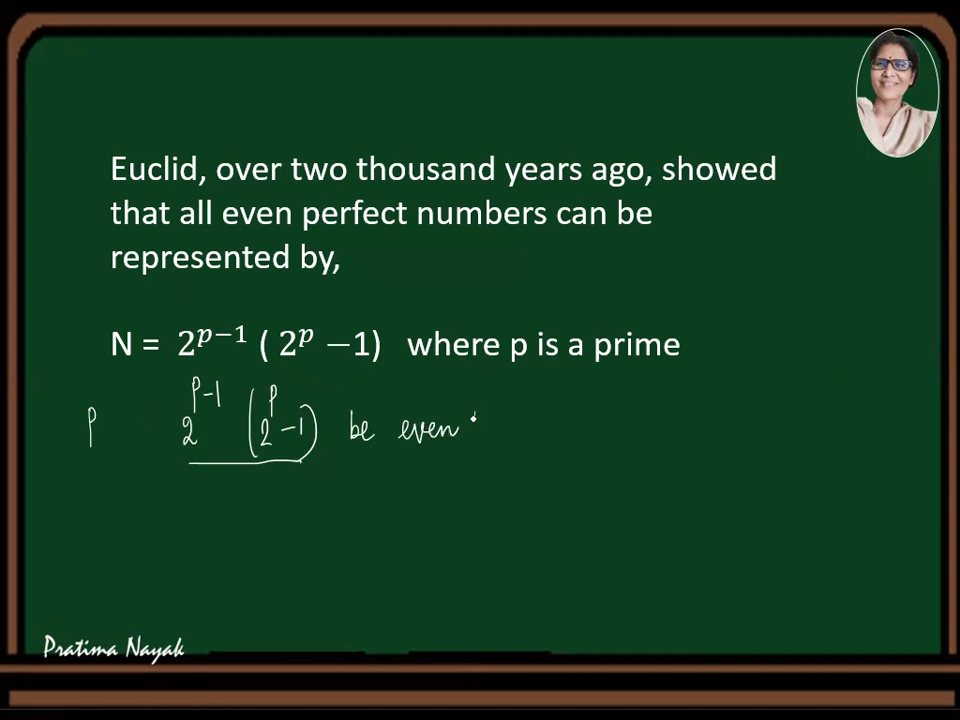 Euclid, over two thousand years ago, showed
that all even perfect numbers can be
represented by,
N = 2^{p−1} ( 2^p −1) where p is a prime
p 2^{p-1} (2^p -1) be even
Pratima Nayak